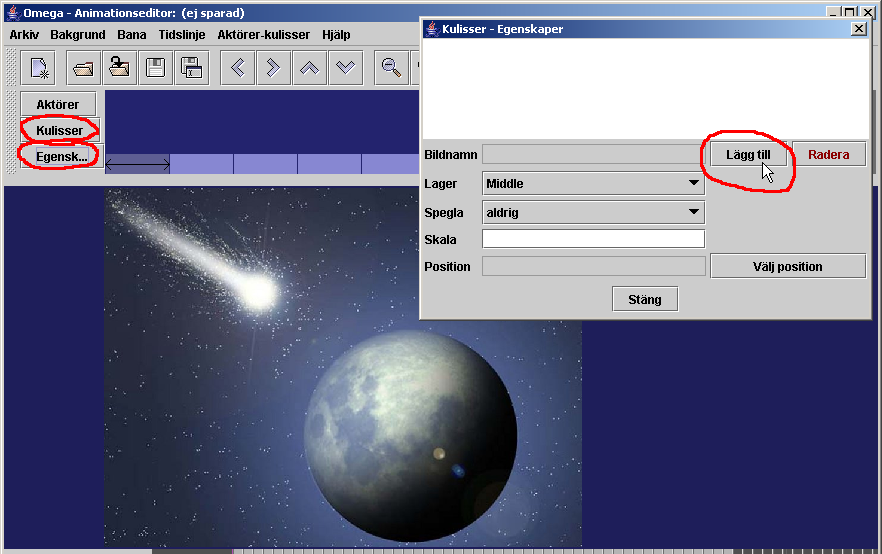 Omega - Animationseditor: (ej sparad)
Arkiv Bakgrund Bana Tidslinje Aktörer-kulisser Hjälp
Aktörer
Kulisser
Egensk...
Kulisser - Egenskaper
Bildnamn Lägg till Radera
Lager Middle
Spegla aldrig
Skala
Position Välj position
Stäng